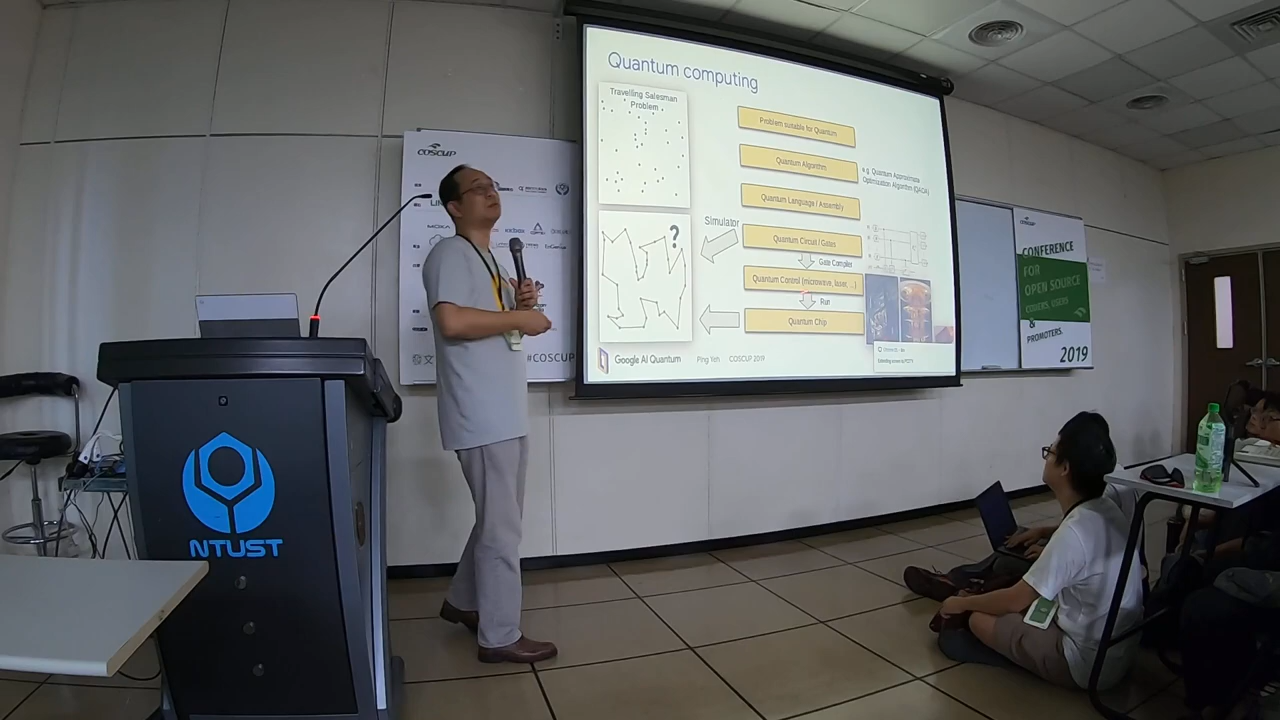 Quantum computing
Travelling Salesman
Problem
Problem suitable for Quantum
Quantum Algorithm
e.g. Quantum Approximate
Optimization Algorithm (QAOA)
Quantum Language / Assembly
Simulator
Quantum Circuit / Gates
?
Gate Compiler
Quantum Control (microwave, laser, ...)
Run
Quantum Chip
Google AI Quantum
Ping Yeh
COSCUP 2019
COSCUP
MOXA
#COSCUP
CONFERENCE
FOR
OPEN SOURCE
CODERS, USERS
&
PROMOTERS.
2019
NTUST